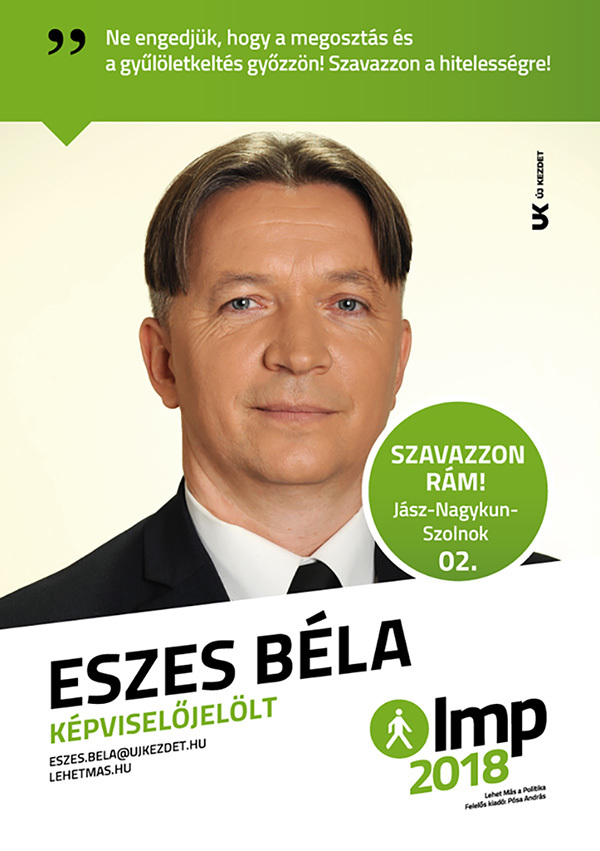 Ne engedjük, hogy a megosztás és
a gyűlöletkeltés győzzön! Szavazzon a hitelességre!
ÚJ KEZDET
SZAVAZZON
RÁM!
Jász-Nagykun-
Szolnok
02.
ESZES BÉLA
KÉPVISELŐJELÖLT
ESZES.BELA@UJKEZDET.HU
LEHETMAS.HU
lmp
2018
Lehet Más a Politika
Felelős kiadó: Pósa András